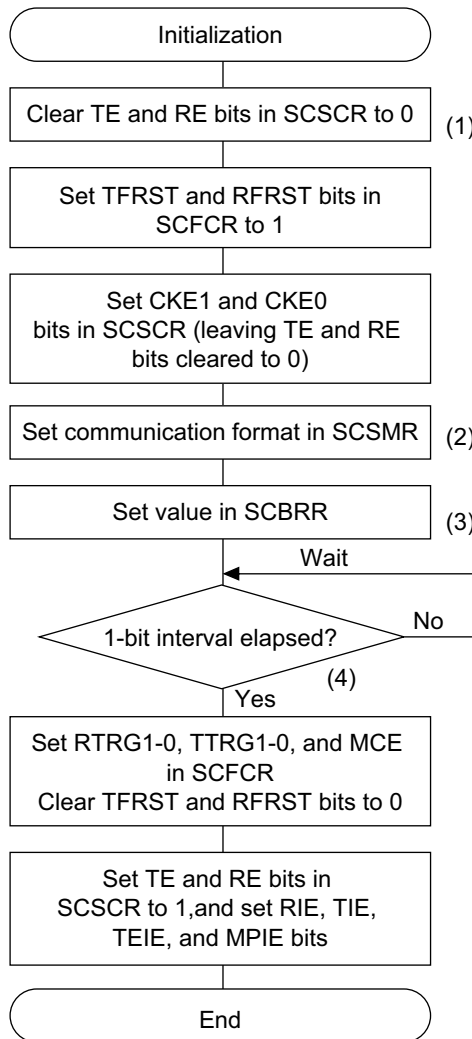 Initialization
Clear TE and RE bits in SCSCR to 0
(1)
Set TFRST and RFRST bits in
SCFCR to 1
Set CKE1 and CKE0
bits in SCSCR (leaving TE and RE
bits cleared to 0)
Set communication format in SCSMR
(2)
Set value in SCBRR
(3)
Wait
1-bit interval elapsed?
No
(4)
Yes
Set RTRG1-0, TTRG1-0, and MCE
in SCFCR
Clear TFRST and RFRST bits to 0
Set TE and RE bits in
SCSCR to 1,and set RIE, TIE,
TEIE, and MPIE bits
End